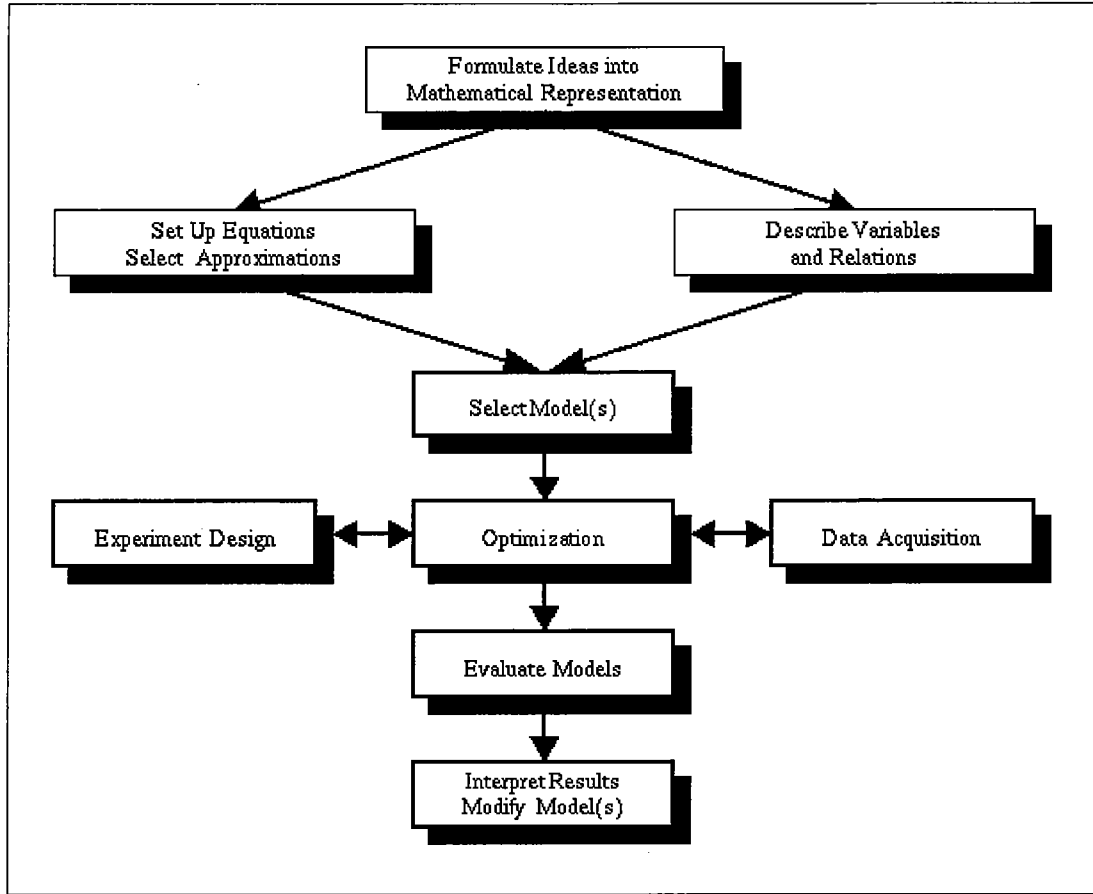 Formulate Ideas into
Mathematical Representation
Set Up Equations
Select Approximations
Describe Variables
and Relations
Select Model(s)
Experiment Design
Optimization
Data Acquisition
Evaluate Models
Interpret Results
Modify Model(s)